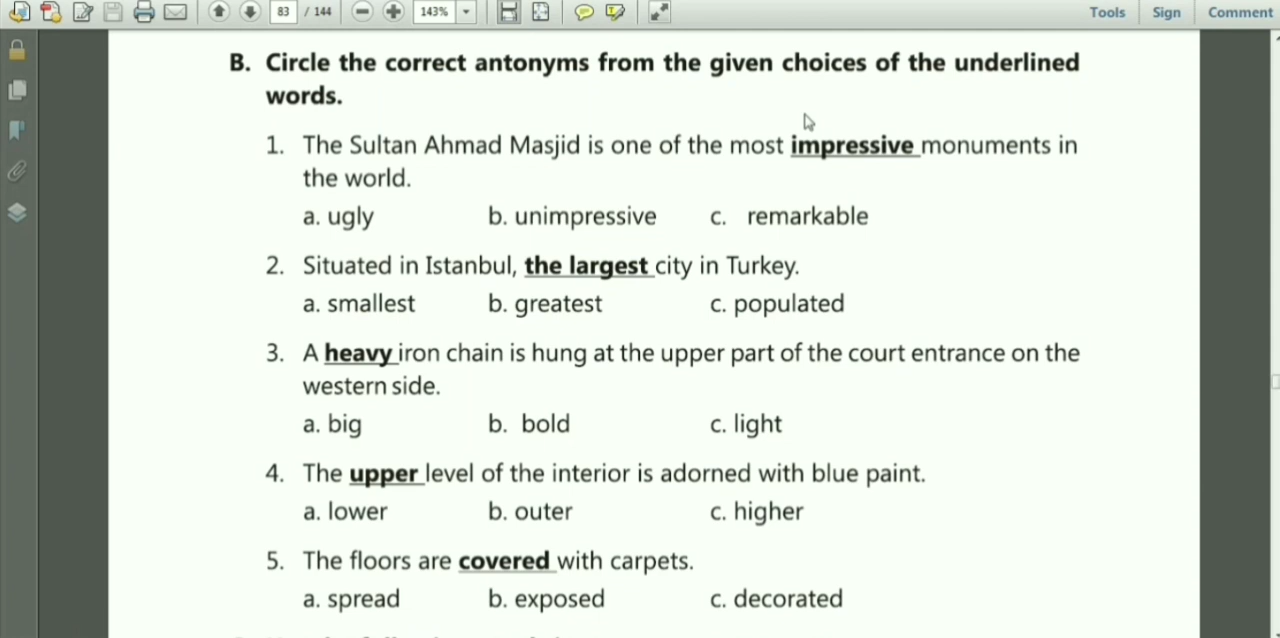 83 / 144 143% Tools Sign Comment
B. Circle the correct antonyms from the given choices of the underlined
words.
1. The Sultan Ahmad Masjid is one of the most impressive monuments in
the world.
a. ugly b. unimpressive c. remarkable
2. Situated in Istanbul, the largest city in Turkey.
a. smallest b. greatest c. populated
3. A heavy iron chain is hung at the upper part of the court entrance on the
western side.
a. big b. bold c. light
4. The upper level of the interior is adorned with blue paint.
a. lower b. outer c. higher
5. The floors are covered with carpets.
a. spread b. exposed c. decorated